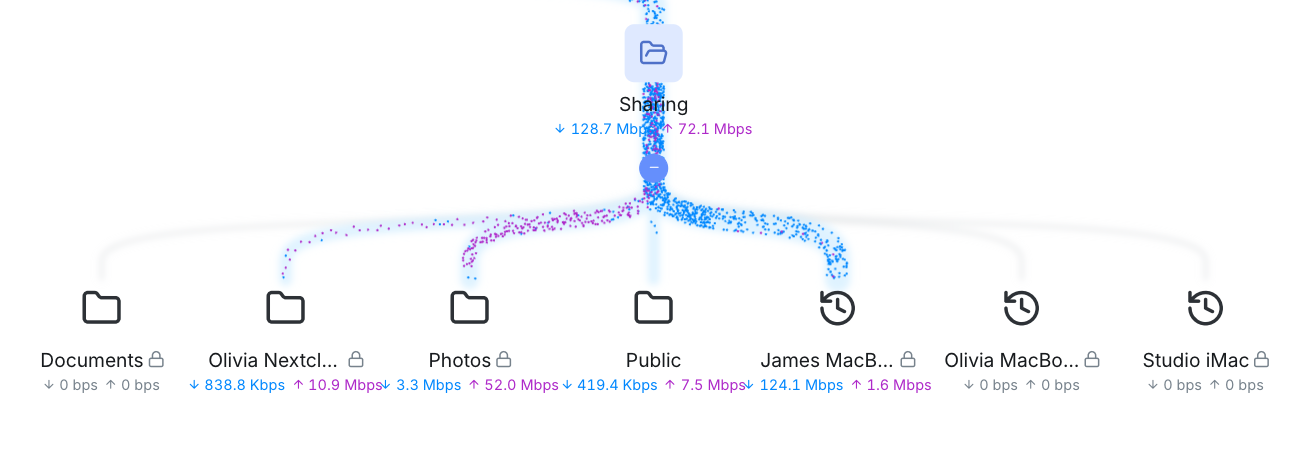 Sharing
↓ 128.7 Mbps ↑ 72.1 Mbps
Documents
↓ 0 bps ↑ 0 bps
Olivia Nextcl...
↓ 838.8 Kbps ↑ 10.9 Mbps
Photos
↓ 3.3 Mbps ↑ 52.0 Mbps
Public
↓ 419.4 Kbps ↑ 7.5 Mbps
James MacB...
↓ 124.1 Mbps ↑ 1.6 Mbps
Olivia MacBo...
↓ 0 bps ↑ 0 bps
Studio iMac
↓ 0 bps ↑ 0 bps